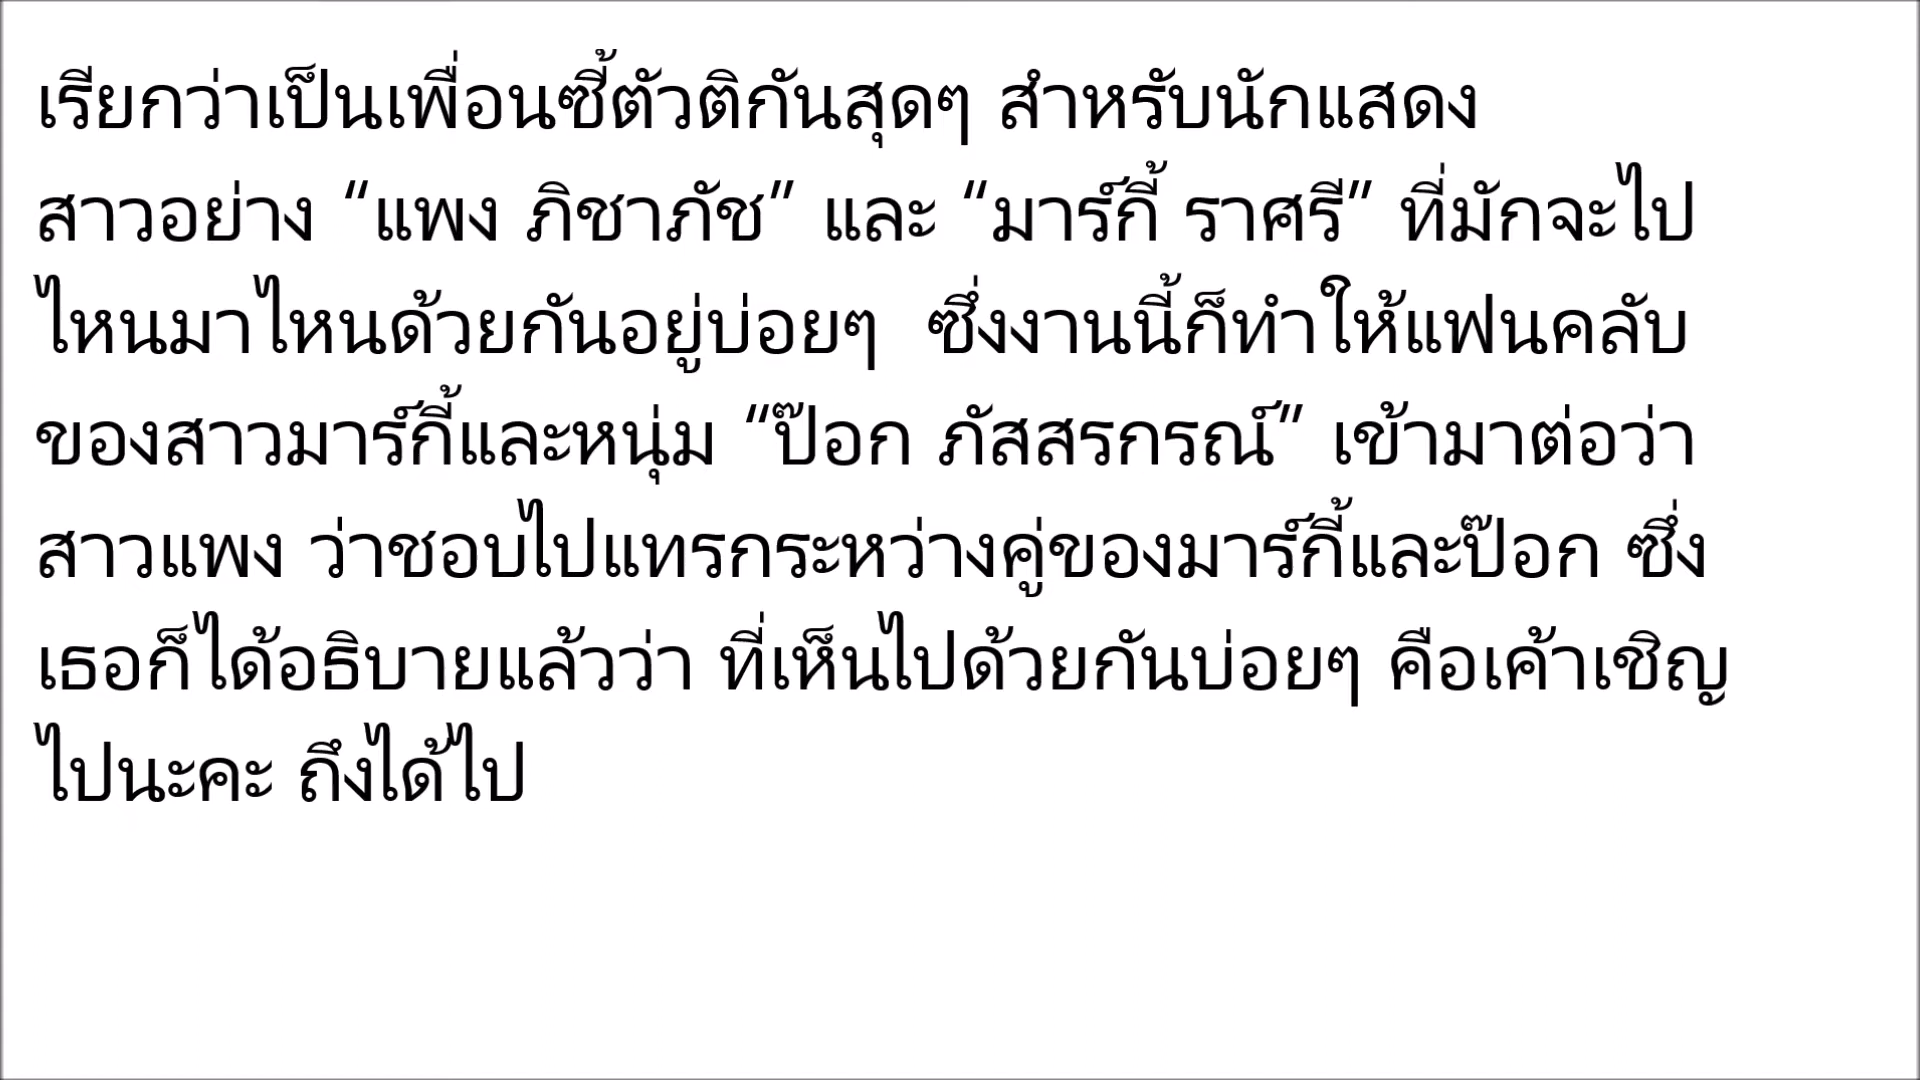 เรียกว่าเป็นเพื่อนซี้ตัวติกันสุดๆ สำหรับนักแสดง
สาวอย่าง “แพง ภิชาภัช” และ “มาร์กี้ ราศรี” ที่มักจะไป
ไหนมาไหนด้วยกันอยู่บ่อยๆ  ซึ่งงานนี้ก็ทำให้แฟนคลับ
ของสาวมาร์กี้และหนุ่ม “ป๊อก ภัสสรกรณ์” เข้ามาต่อว่า
สาวแพง ว่าชอบไปแทรกระหว่างคู่ของมาร์กี้และป๊อก ซึ่ง
เธอก็ได้อธิบายแล้วว่า ที่เห็นไปด้วยกันบ่อยๆ คือเค้าเชิญ
ไปนะคะ ถึงได้ไป